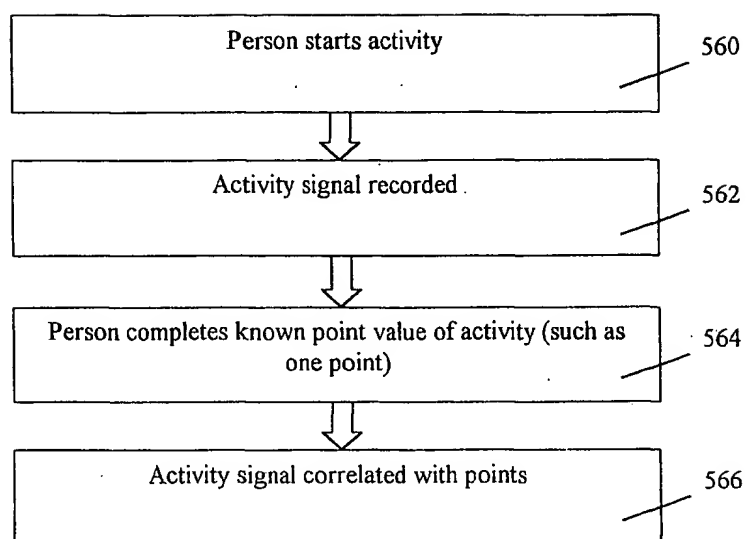 Person starts activity
560
Activity signal recorded
562
Person completes known point value of activity (such as
one point)
564
Activity signal correlated with points
566